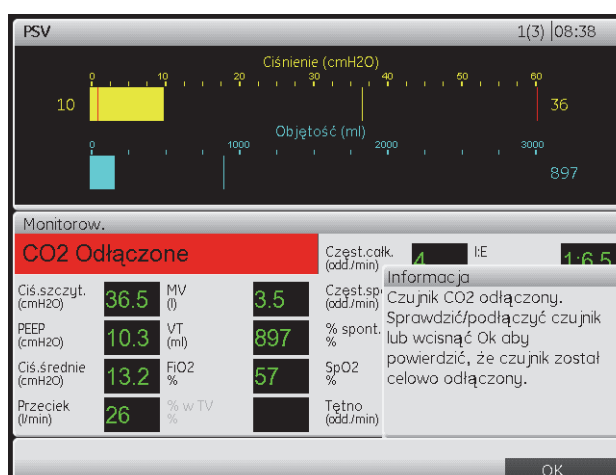 PSV 1(3) |08:38
Ciśnienie (cmH2O)
0 10 20 30 40 50 60
10 36
Objętość (ml)
0 1000 2000 3000
897
Monitorow.
CO2 Odłączone
Częst.całk. (odd./min) 4 I:E 1:6.5
Ciś.szczyt. (cmH2O) 36.5 MV (l) 3.5
PEEP (cmH2O) 10.3 VT (ml) 897 % spont. %
Ciś.średnie (cmH2O) 13.2 FiO2 % 57 SpO2 %
Przeciek (l/min) 26 % w TV % Tętno (odd./min)
Informacja
Czujnik CO2 odłączony.
Sprawdzić/podłączyć czujnik
lub wcisnąć Ok aby
powierdzić, że czujnik został
celowo odłączony.
OK